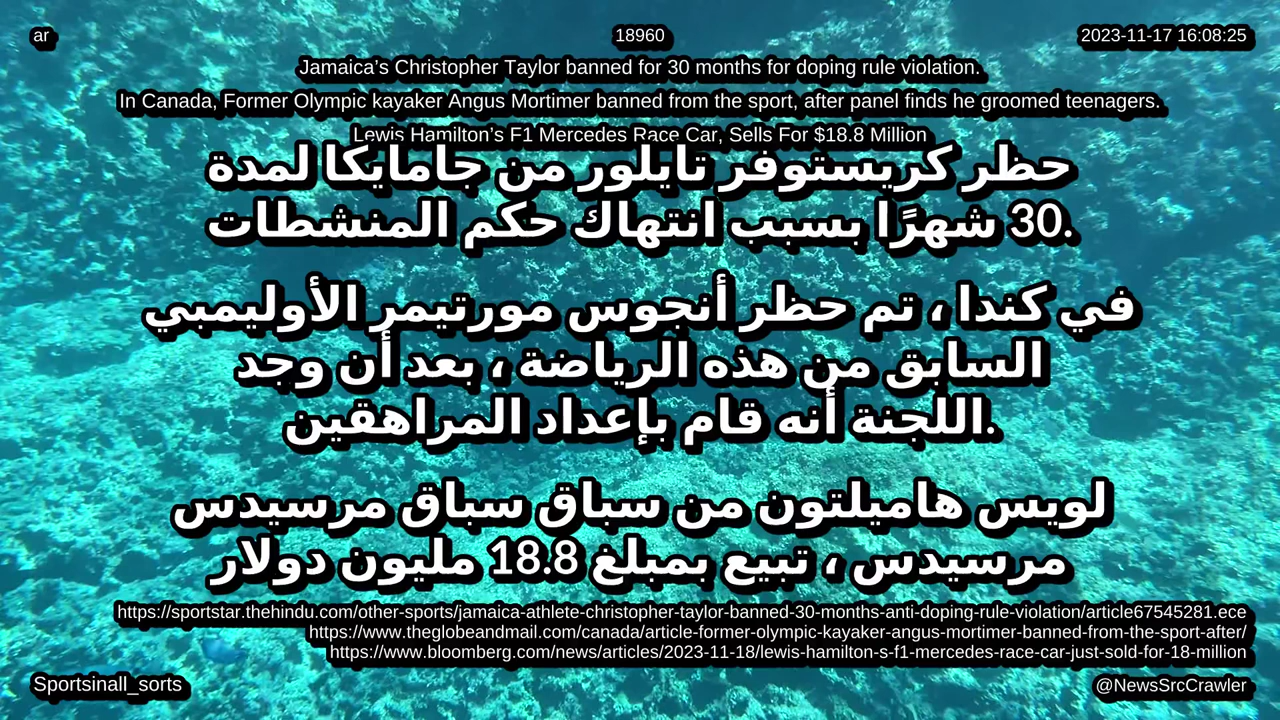 ar
18960
2023-11-17 16:08:25
Jamaica's Christopher Taylor banned for 30 months for doping rule violation.
In Canada, Former Olympic kayaker Angus Mortimer banned from the sport, after panel finds he groomed teenagers.
Lewis Hamilton's F1 Mercedes Race Car, Sells For $18.8 Million
حظر كريستوفر تايلور من جامايكا لمدة
30 شهرًا بسبب انتهاك حكم المنشطات.
في كندا ، تم حظر أنجوس مورتيمر الأوليمبي
السابق من هذه الرياضة ، بعد أن وجد
اللجنة أنه قام بإعداد المراهقين.
لويس هاميلتون من سباق سباق مرسيدس
مرسيدس ، تبيع بمبلغ 18.8 مليون دولار
https://sportstar.thehindu.com/other-sports/jamaica-athlete-christopher-taylor-banned-30-months-anti-doping-rule-violation/article67545281.ece
https://www.theglobeandmail.com/canada/article-former-olympic-kayaker-angus-mortimer-banned-from-the-sport-after/
https://www.bloomberg.com/news/articles/2023-11-18/lewis-hamilton-s-f1-mercedes-race-car-just-sold-for-18-million
Sportsinall_sorts
@NewsSrcCrawler